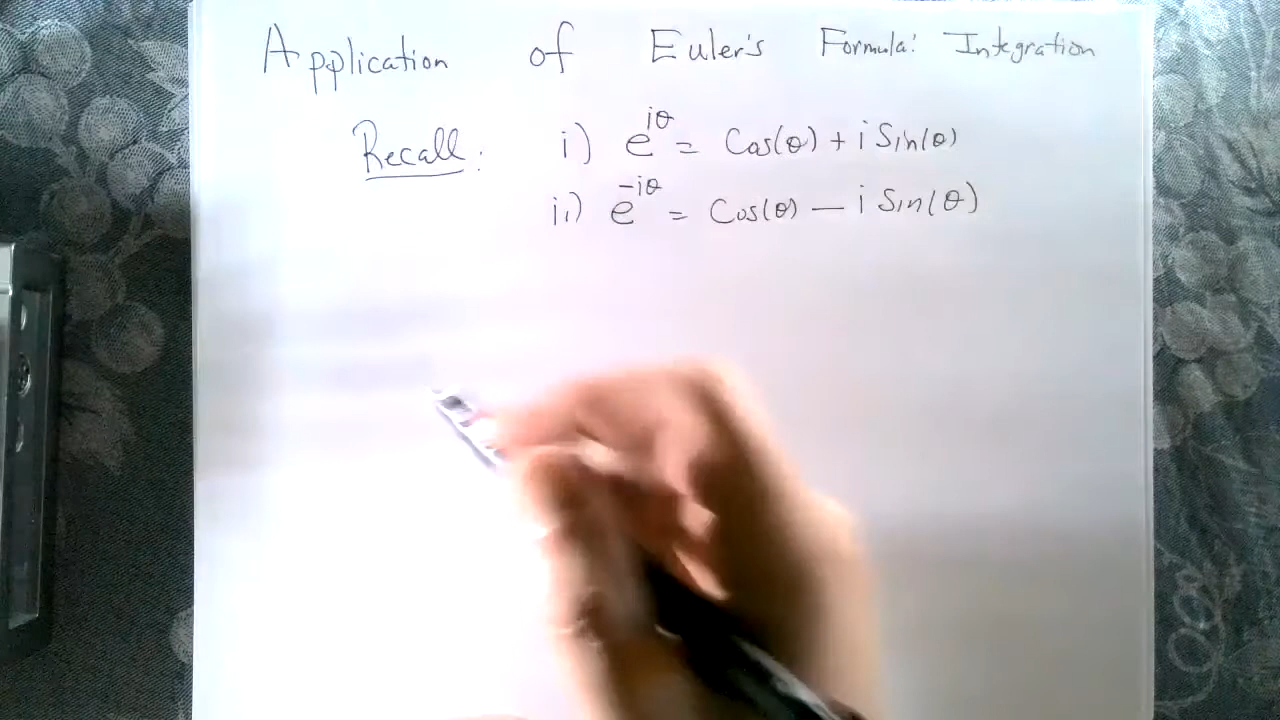 Application of Euler's Formula: Integration
Recall: i) e^{iθ} = Cos(θ) + i Sin(θ)
ii) e^{-iθ} = Cos(θ) — i Sin(θ)